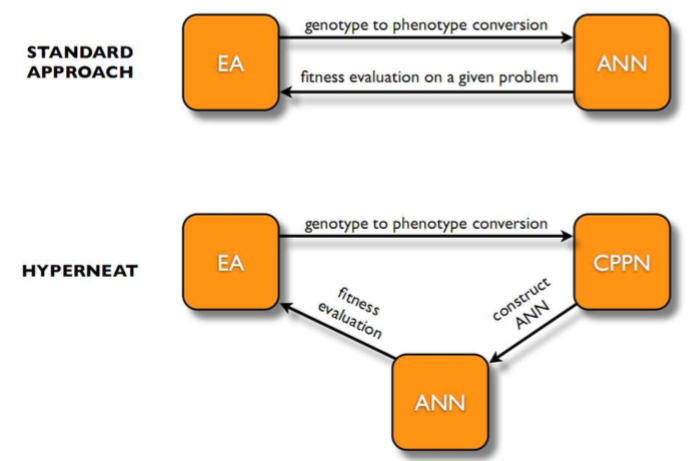 genotype to phenotype conversion
STANDARD
APPROACH
EA
ANN
fitness evaluation on a given problem
genotype to phenotype conversion
HYPERNEAT
EA
CPPN
fitness
evaluation
construct
ANN
ANN